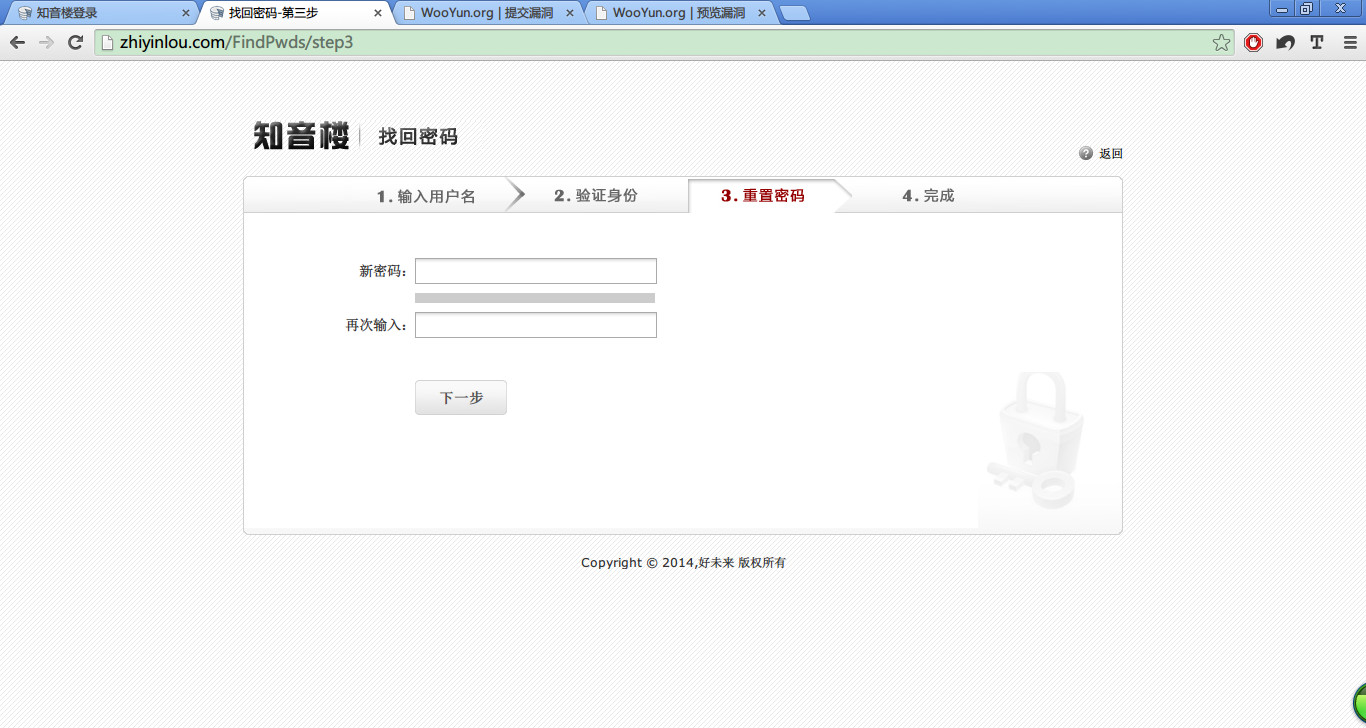 知音楼登录 找回密码-第三步 WooYun.org | 提交漏洞 WooYun.org | 预览漏洞
zhiyinlou.com/FindPwds/step3
知音楼 找回密码
? 返回
1. 输入用户名 2. 验证身份 3. 重置密码 4. 完成
新密码：
再次输入：
下一步
Copyright © 2014,好未来 版权所有